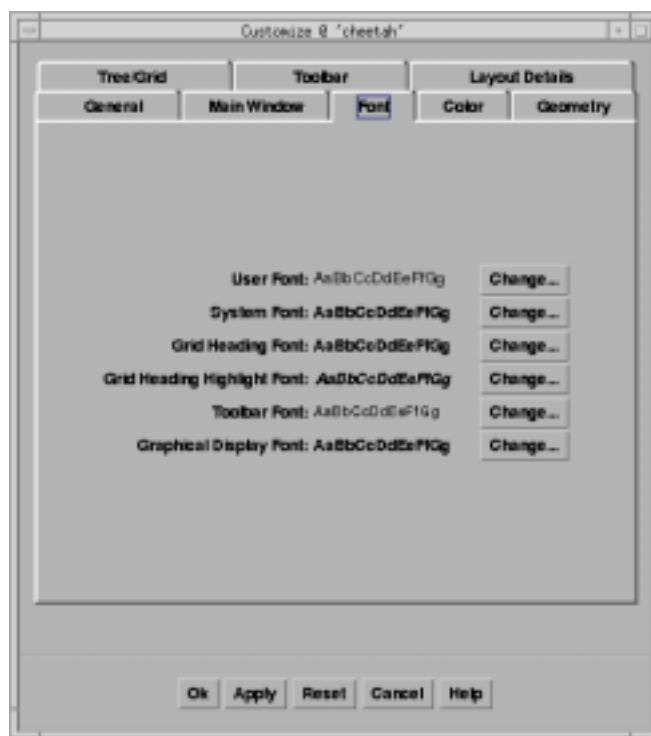 Customize @ 'cheetah'
Tree/Grid Toolbar Layout Details
General Main Window Font Color Geometry
User Font: AaBbCcDdEeFfGg Change...
System Font: AaBbCcDdEeFfGg Change...
Grid Heading Font: AaBbCcDdEeFfGg Change...
Grid Heading Highlight Font: AaBbCcDdEeFfGg Change...
Toolbar Font: AaBbCcDdEeFfGg Change...
Graphical Display Font: AaBbCcDdEeFfGg Change...
Ok Apply Reset Cancel Help